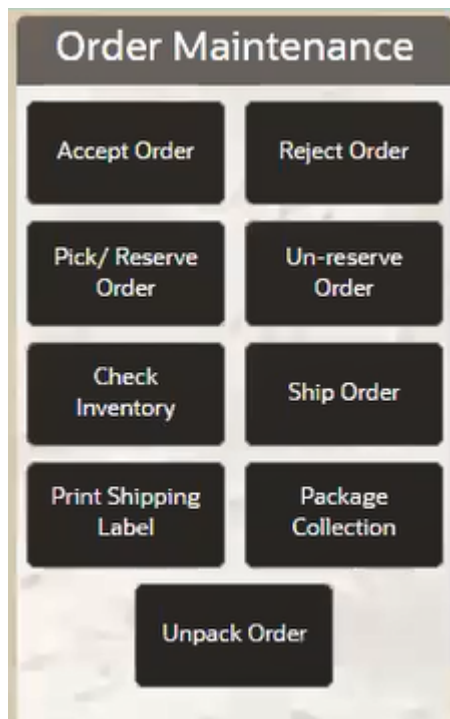 Order Maintenance
Accept Order
Reject Order
Pick/ Reserve
Order
Un-reserve
Order
Check
Inventory
Ship Order
Print Shipping
Label
Package
Collection
Unpack Order